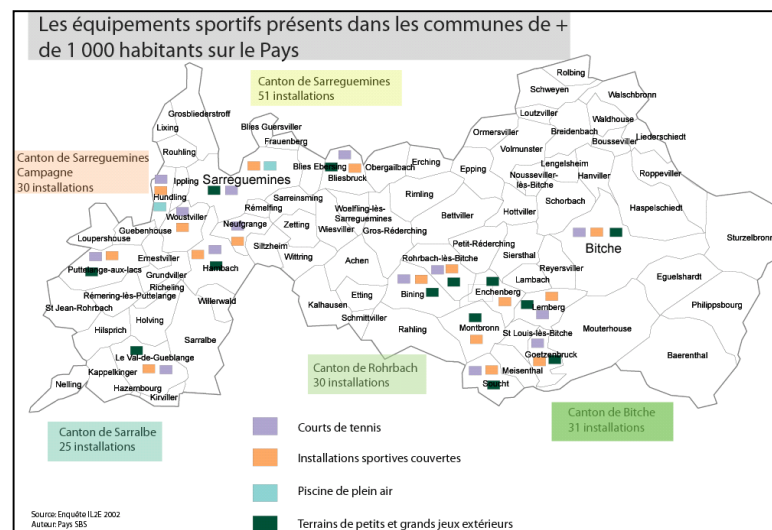 Les équipements sportifs présents dans les communes de +
de 1 000 habitants sur le Pays
Canton de Sarreguemines
51 installations
Canton de Sarreguemines
Campagne
30 installations
Rolbing
Schweyen
Walschbronn
Loutzviller
Waldhouse
Ormersviller
Breidenbach
Liederschiedt
Volmunster
Bousseviller
Grosbliederstroff
Lixing
Blies Guersviller
Rouhling
Frauenberg
Ippling
Sarreguemines
Blies Ebersing
Obergailbach
Erching
Bliesbruck
Epping
Lengelsheim
Nousseviller-
lès-Bitche
Hanviller
Roppeviller
Hundling
Sarreinsming
Rimling
Schorbach
Haspelschiedt
Woustviller
Rémelfing
Woelfling-lès-
Sarreguemines
Bettviller
Hottviller
Neufgrange
Zetting
Wiesviller
Gros-Réderching
Sturzelbronn
Guebenhouse
Loupershouse
Siltzheim
Petit-Réderching
Bitche
Ernestviller
Wittring
Achen
Rohrbach-lès-Bitche
Siersthal
Reyersviller
Puttelange-aux-lacs
Grundviller
Hambach
Lambach
Eguelshardt
Richeling
Etting
Bining
Enchenberg
Rémering-lès-Puttelange
Willerwald
Kalhausen
Lemberg
Philippsbourg
St Jean-Rohrbach
Holving
Schmittviller
Rahling
Montbronn
St Louis-lès-Bitche
Mouterhouse
Hilsprich
Sarralbe
Goetzenbruck
Baerenthal
Le Val-de-Gueblange
Kappelkinger
Meisenthal
Nelling
Hazembourg
Soucht
Kirviller
Canton de Rohrbach
30 installations
Canton de Bitche
31 installations
Canton de Sarralbe
25 installations
Courts de tennis
Installations sportives couvertes
Piscine de plein air
Terrains de petits et grands jeux extérieurs
Source: Enquête IL2E 2002
Auteur: Pays SBS